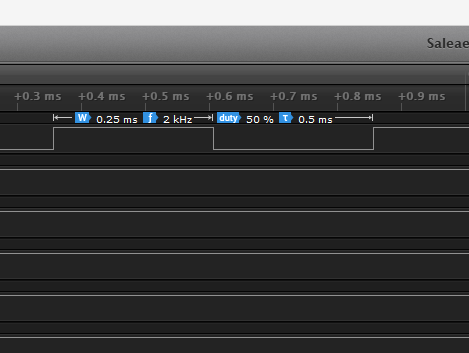 Saleae
+0.3 ms +0.4 ms +0.5 ms +0.6 ms +0.7 ms +0.8 ms +0.9 ms
W 0.25 ms f 2 kHz duty 50 % τ 0.5 ms